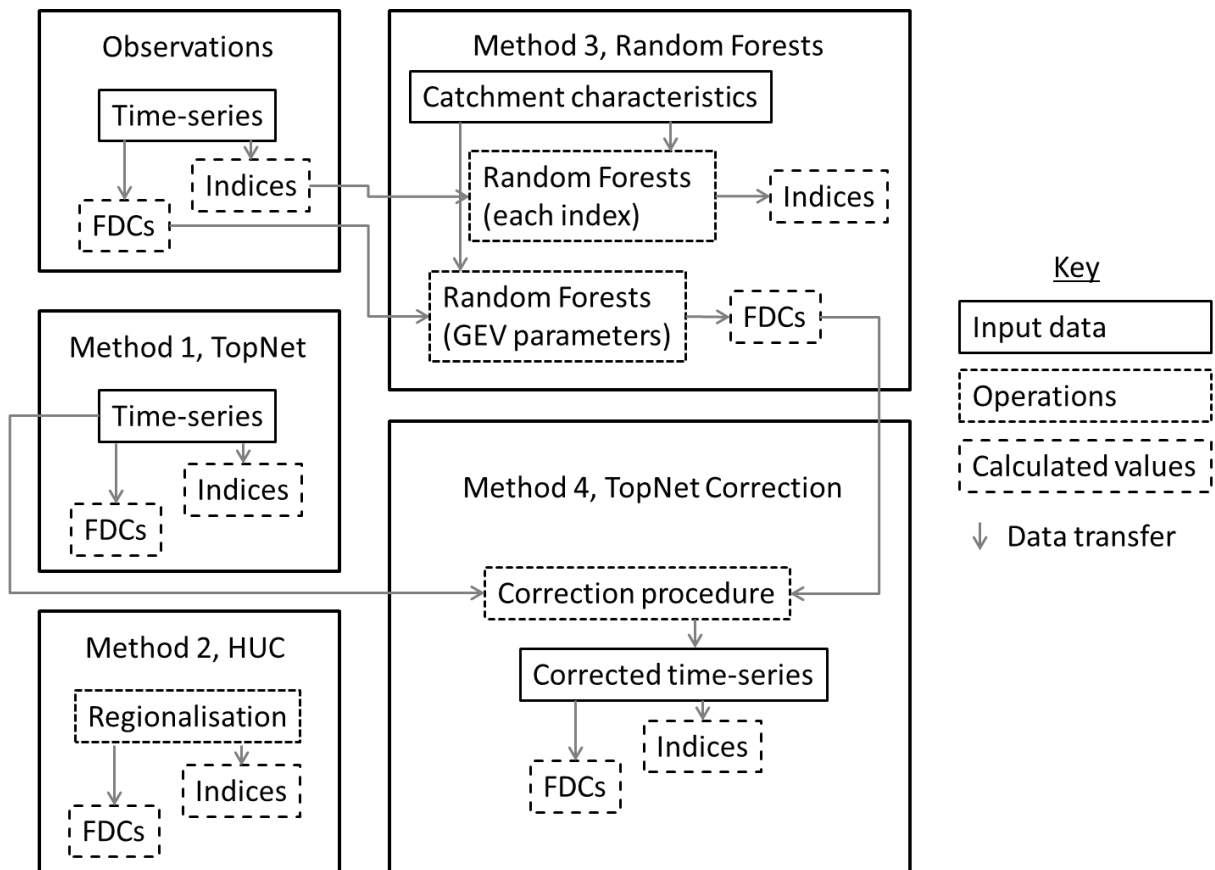 Observations
Time-series
Indices
FDCs
Method 1, TopNet
Time-series
Indices
FDCs
Method 2, HUC
Regionalisation
Indices
FDCs
Method 3, Random Forests
Catchment characteristics
Random Forests
(each index)
Indices
Random Forests
(GEV parameters)
FDCs
Method 4, TopNet Correction
Correction procedure
Corrected time-series
Indices
FDCs
Key
Input data
Operations
Calculated values
Data transfer